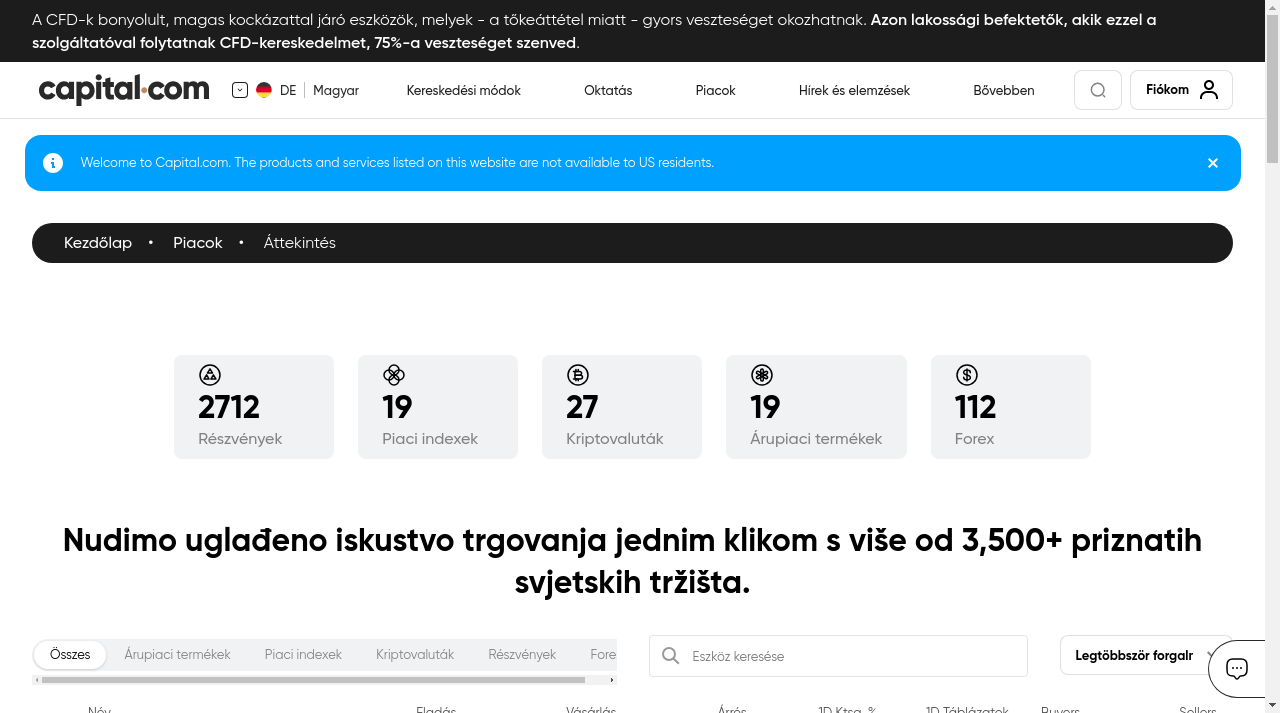 A CFD-k bonyolult, magas kockázattal járó eszközök, melyek - a tőkeáttétel miatt - gyors veszteséget okozhatnak. Azon lakossági befektetők, akik ezzel a
szolgáltatóval folytatnak CFD-kereskedelmet, 75%-a veszteséget szenved.
capital.com DE Magyar Kereskedési módok Oktatás Piacok Hírek és elemzések Bővebben Fiókom
Welcome to Capital.com. The products and services listed on this website are not available to US residents.
Kezdőlap • Piacok • Áttekintés
2712 19 27 19 112
Részvények Piaci indexek Kriptovaluták Árupiaci termékek Forex
Nudimo uglađeno iskustvo trgovanja jednim klikom s više od 3,500+ priznatih
svjetskih tržišta.
Összes Árupiaci termékek Piaci indexek Kriptovaluták Részvények Fore Eszköz keresése Legtöbbször forgalr
Név Eladás Vásárlás Árrés 1D Ktsg. % 1D Táblázatok Buyers Sellers